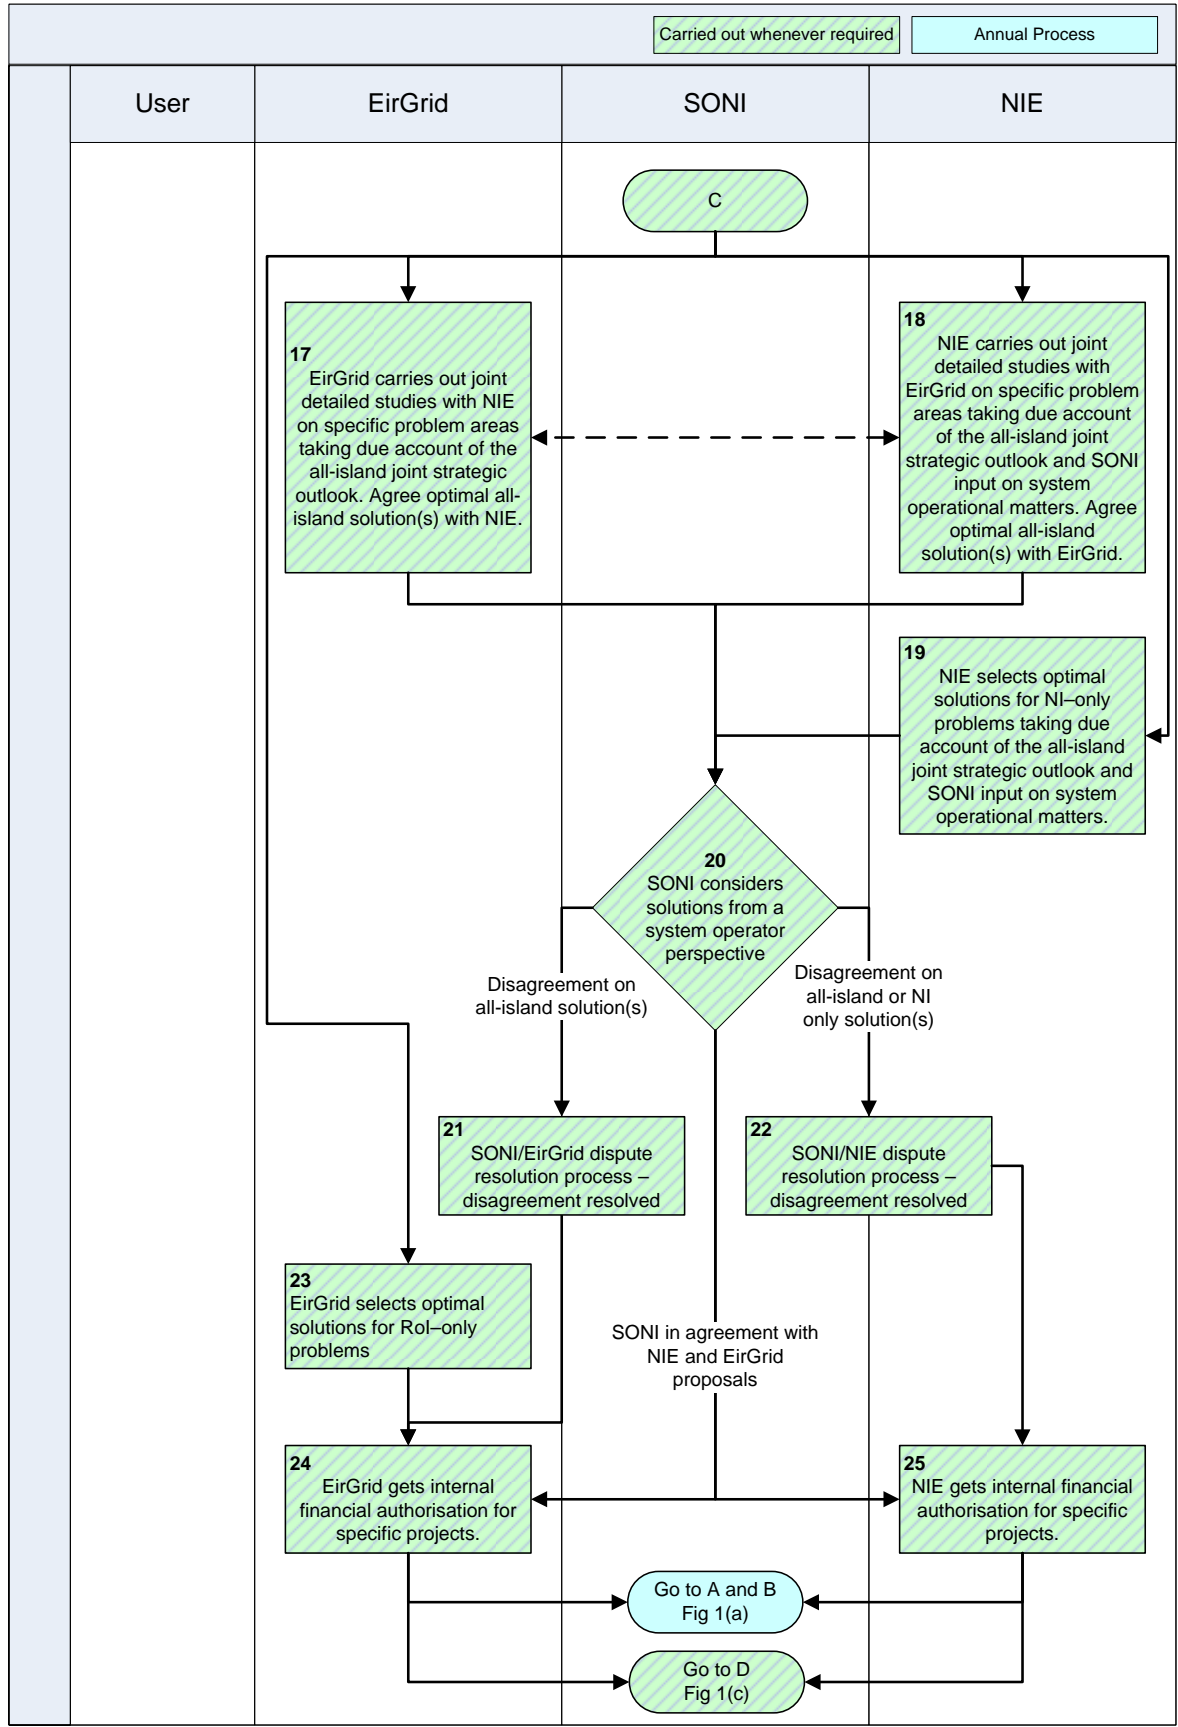 Carried out whenever required
Annual Process
User
EirGrid
SONI
NIE
C
17
EirGrid carries out joint
detailed studies with NIE
on specific problem areas
taking due account of the
all-island joint strategic
outlook. Agree optimal all-
island solution(s) with NIE.
18
NIE carries out joint
detailed studies with
EirGrid on specific problem
areas taking due account
of the all-island joint
strategic outlook and SONI
input on system
operational matters. Agree
optimal all-island
solution(s) with EirGrid.
19
NIE selects optimal
solutions for NI–only
problems taking due
account of the all-island
joint strategic outlook and
SONI input on system
operational matters.
20
SONI considers
solutions from a
system operator
perspective
Disagreement on
all-island solution(s)
Disagreement on
all-island or NI
only solution(s)
21
SONI/EirGrid dispute
resolution process –
disagreement resolved
22
SONI/NIE dispute
resolution process –
disagreement resolved
23
EirGrid selects optimal
solutions for RoI–only
problems
SONI in agreement with
NIE and EirGrid
proposals
24
EirGrid gets internal
financial authorisation for
specific projects.
25
NIE gets internal financial
authorisation for specific
projects.
Go to A and B
Fig 1(a)
Go to D
Fig 1(c)